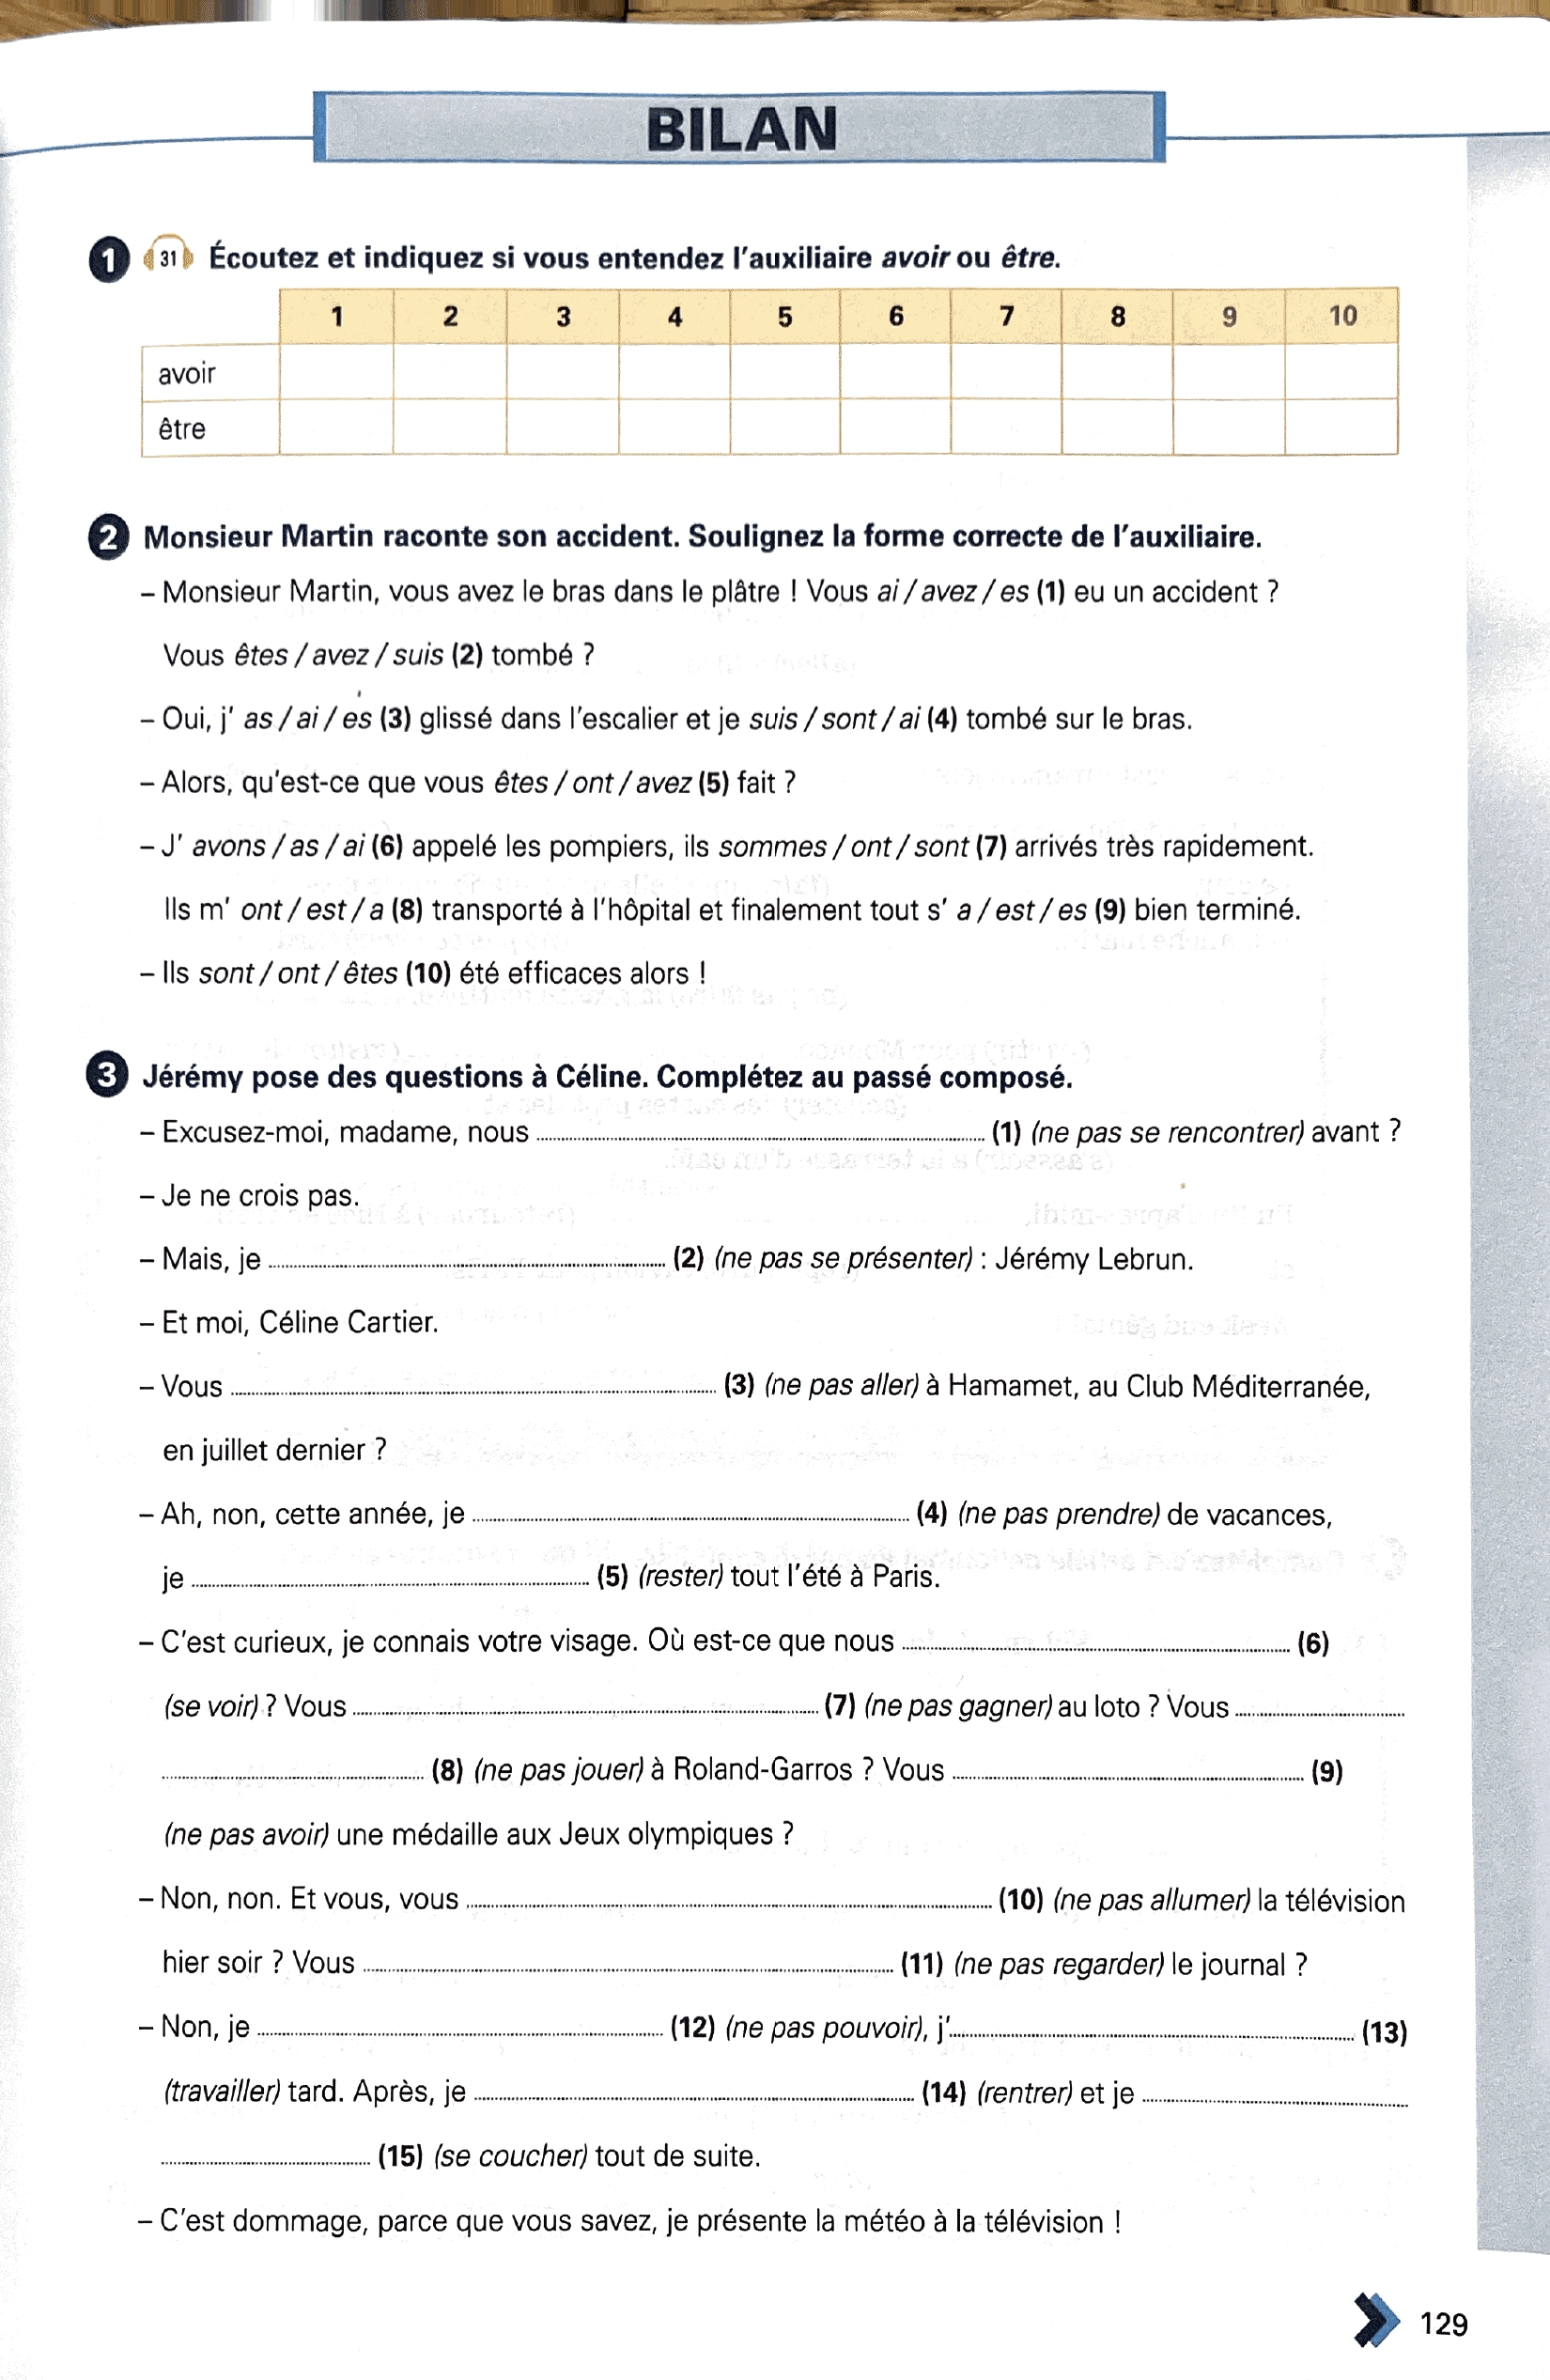 BILAN
1 31 Écoutez et indiquez si vous entendez l'auxiliaire avoir ou être.
1 2 3 4 5 6 7 8 9 10
avoir
être
2 Monsieur Martin raconte son accident. Soulignez la forme correcte de l'auxiliaire.
– Monsieur Martin, vous avez le bras dans le plâtre ! Vous ai / avez / es (1) eu un accident ?
Vous êtes / avez / suis (2) tombé ?
– Oui, j' as / ai / es (3) glissé dans l'escalier et je suis / sont / ai (4) tombé sur le bras.
– Alors, qu'est-ce que vous êtes / ont / avez (5) fait ?
– J' avons / as / ai (6) appelé les pompiers, ils sommes / ont / sont (7) arrivés très rapidement.
Ils m' ont / est / a (8) transporté à l'hôpital et finalement tout s' a / est / es (9) bien terminé.
– Ils sont / ont / êtes (10) été efficaces alors !
3 Jérémy pose des questions à Céline. Complétez au passé composé.
– Excusez-moi, madame, nous ........ (1) (ne pas se rencontrer) avant ?
– Je ne crois pas.
– Mais, je ........ (2) (ne pas se présenter) : Jérémy Lebrun.
– Et moi, Céline Cartier.
– Vous ........ (3) (ne pas aller) à Hamamet, au Club Méditerranée,
en juillet dernier ?
– Ah, non, cette année, je ........ (4) (ne pas prendre) de vacances,
je ........ (5) (rester) tout l'été à Paris.
– C'est curieux, je connais votre visage. Où est-ce que nous ........ (6)
(se voir) ? Vous ........ (7) (ne pas gagner) au loto ? Vous ........
........ (8) (ne pas jouer) à Roland-Garros ? Vous ........ (9)
(ne pas avoir) une médaille aux Jeux olympiques ?
– Non, non. Et vous, vous ........ (10) (ne pas allumer) la télévision
hier soir ? Vous ........ (11) (ne pas regarder) le journal ?
– Non, je ........ (12) (ne pas pouvoir), j'........ (13)
(travailler) tard. Après, je ........ (14) (rentrer) et je ........
........ (15) (se coucher) tout de suite.
– C'est dommage, parce que vous savez, je présente la météo à la télévision !
129